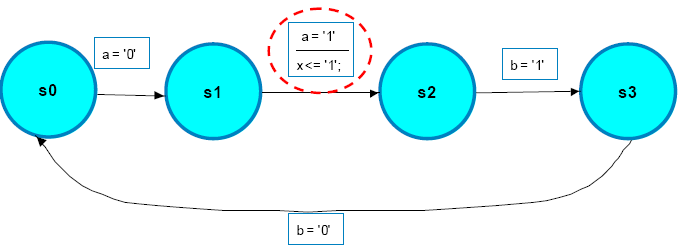 a = '0'
a = '1'
x <= '1';
b = '1'
s0
s1
s2
s3
b = '0'